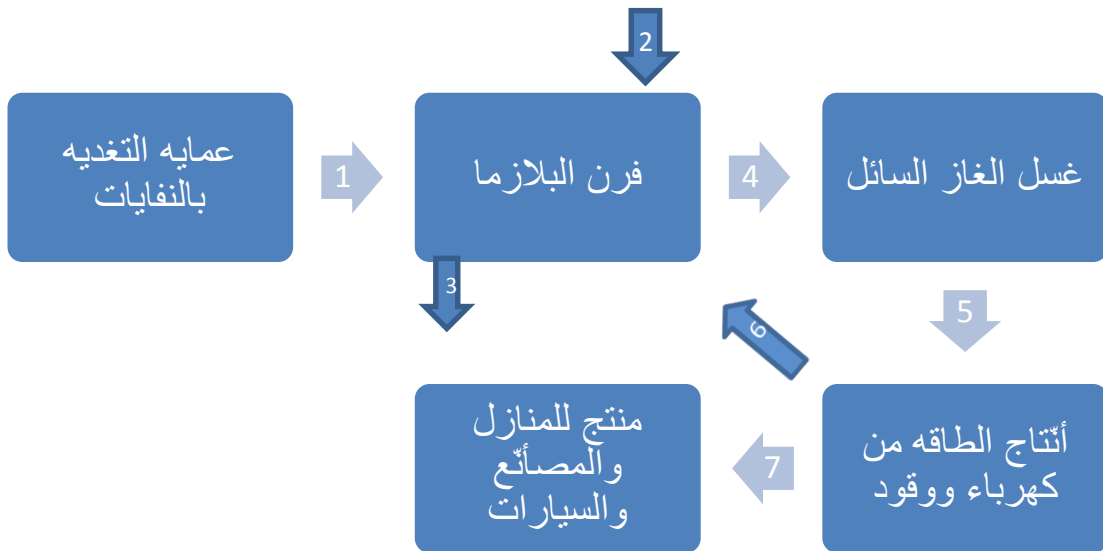 2
عمايه التغديه
بالنفايات
1
فرن البلازما
4
غسل الغاز السائل
3
5
6
منتج للمنازل
والمصأنّع
والسيارات
7
أنّتاج الطاقه من
كهرباء ووقود